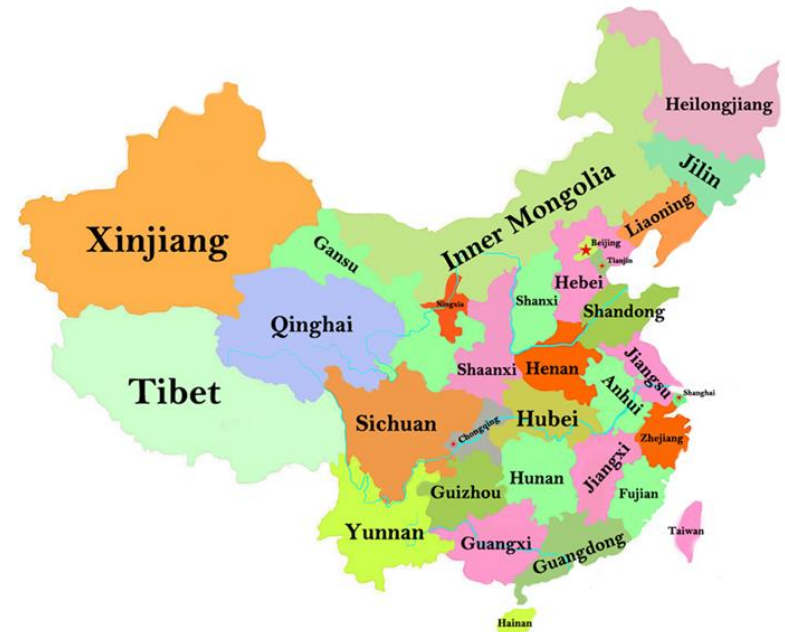 Heilongjiang
Jilin
Inner Mongolia
Liaoning
Xinjiang
Gansu
Beijing
Tianjin
Hebei
Ningxia
Shanxi
Shandong
Qinghai
Shaanxi
Henan
Jiangsu
Tibet
Anhui
Shanghai
Sichuan
Chongqing
Hubei
Zhejiang
Hunan
Jiangxi
Guizhou
Fujian
Yunnan
Guangxi
Guangdong
Taiwan
Hainan